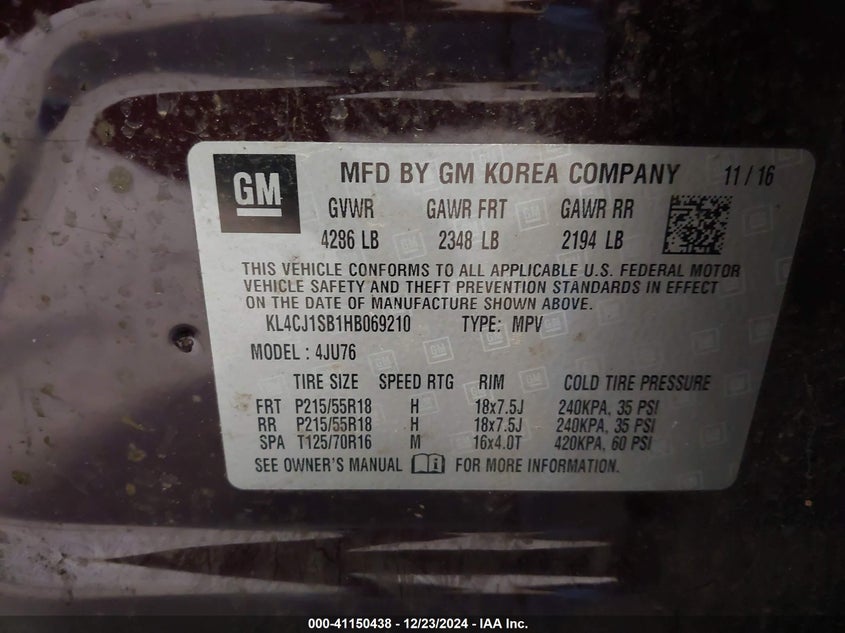 GM
MFD BY GM KOREA COMPANY 11 / 16
GVWR GAWR FRT GAWR RR
4286 LB 2348 LB 2194 LB
THIS VEHICLE CONFORMS TO ALL APPLICABLE U.S. FEDERAL MOTOR
VEHICLE SAFETY AND THEFT PREVENTION STANDARDS IN EFFECT
ON THE DATE OF MANUFACTURE SHOWN ABOVE.
KL4CJ1SB1HB069210 TYPE: MPV
MODEL : 4JU76
TIRE SIZE SPEED RTG RIM COLD TIRE PRESSURE
FRT P215/55R18 H 18x7.5J 240KPA, 35 PSI
RR P215/55R18 H 18x7.5J 240KPA, 35 PSI
SPA T125/70R16 M 16x4.0T 420KPA, 60 PSI
SEE OWNER'S MANUAL FOR MORE INFORMATION.
000-41150438 - 12/23/2024 - IAA Inc.